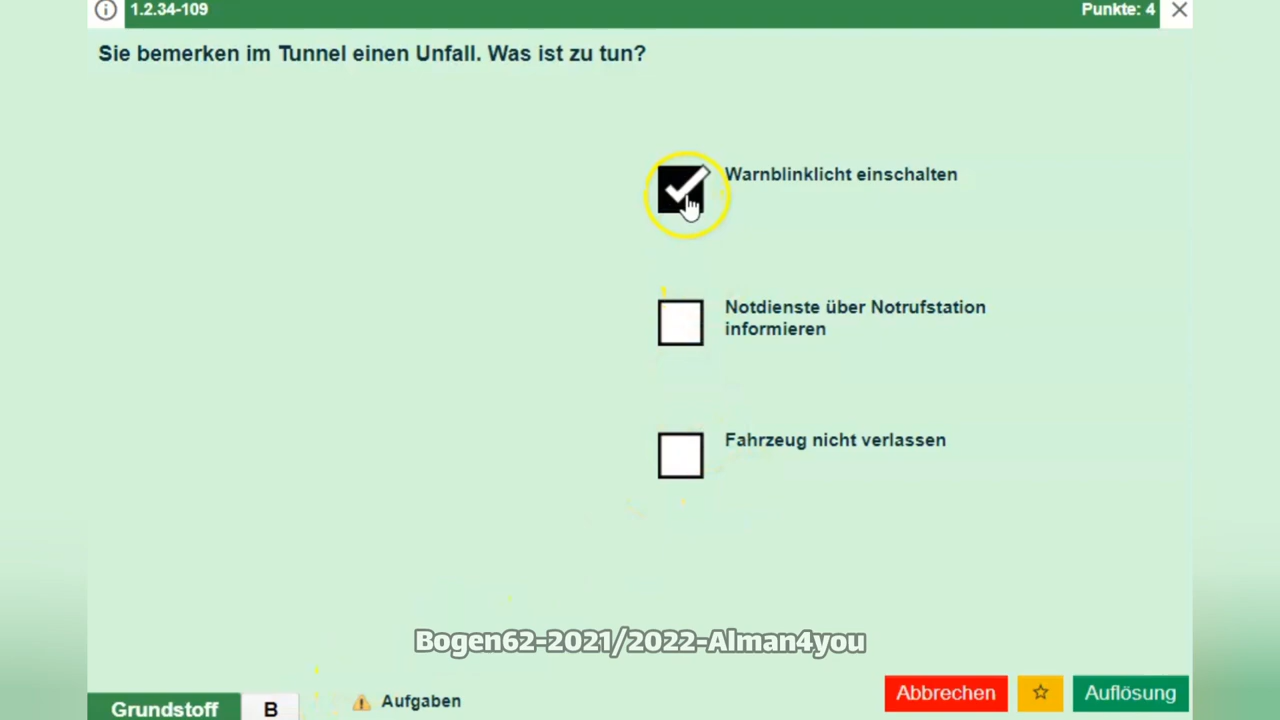 1.2.34-109
Punkte: 4
Sie bemerken im Tunnel einen Unfall. Was ist zu tun?
Warnblinklicht einschalten
Notdienste über Notrufstation
informieren
Fahrzeug nicht verlassen
Bogen62-2021/2022-Alman4you
Grundstoff
B
Aufgaben
Abbrechen
Auflösung